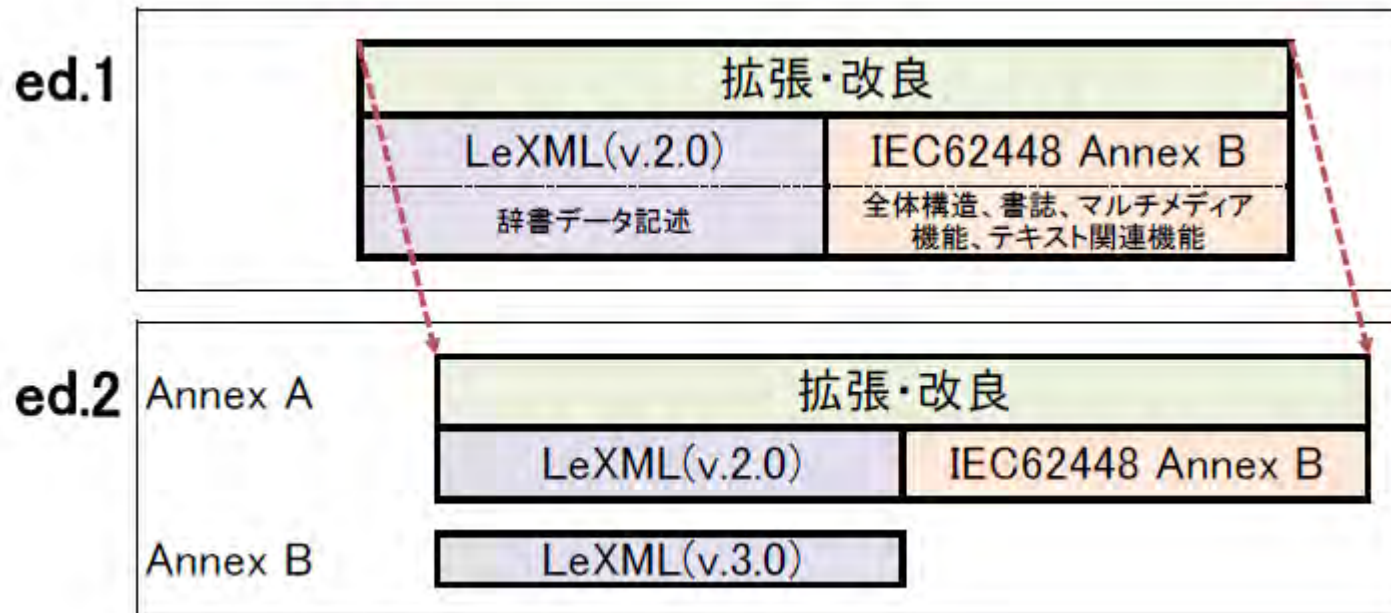 ed.1
拡張・改良
LeXML(v.2.0)
IEC62448 Annex B
辞書データ記述
全体構造、書誌、マルチメディア
機能、テキスト関連機能
ed.2
Annex A
拡張・改良
LeXML(v.2.0)
IEC62448 Annex B
Annex B
LeXML(v.3.0)